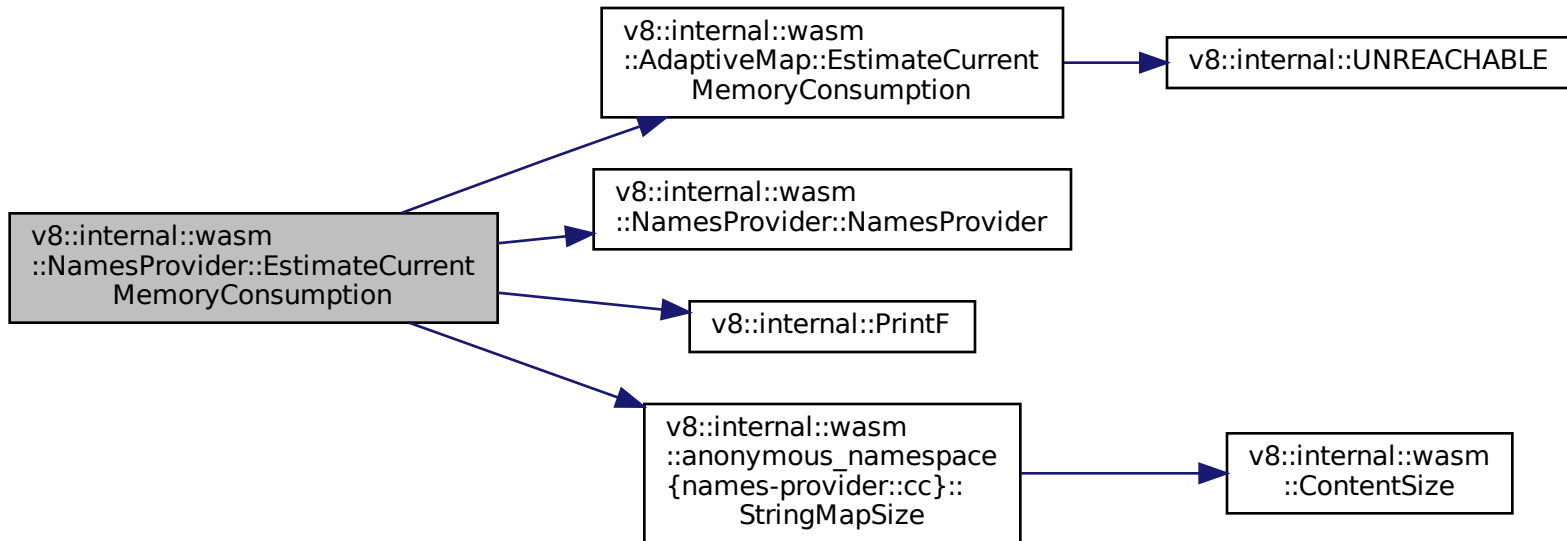 v8::internal::wasm
::NamesProvider::EstimateCurrent
MemoryConsumption
v8::internal::wasm
::AdaptiveMap::EstimateCurrent
MemoryConsumption
v8::internal::UNREACHABLE
v8::internal::wasm
::NamesProvider::NamesProvider
v8::internal::PrintF
v8::internal::wasm
::anonymous_namespace
{names-provider::cc}::
StringMapSize
v8::internal::wasm
::ContentSize